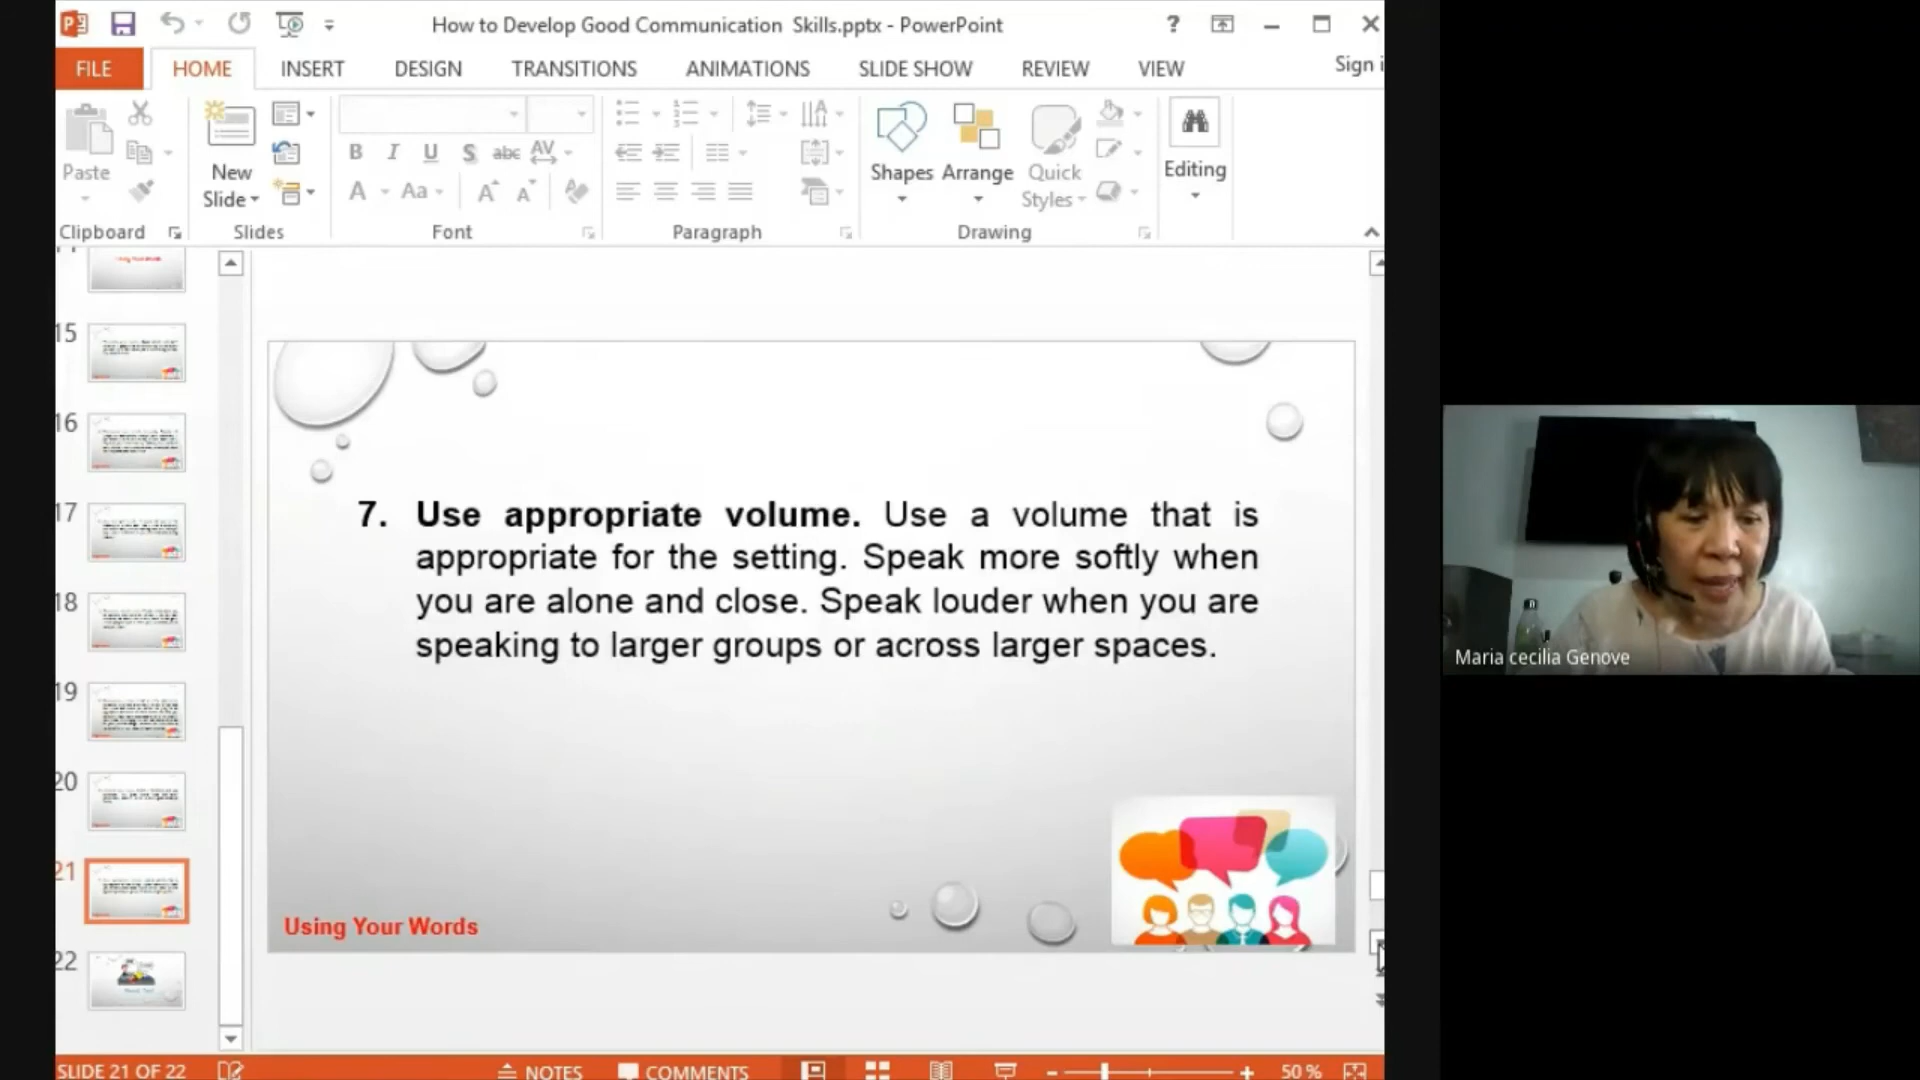 How to Develop Good Communication Skills.pptx - PowerPoint
?
FILE HOME INSERT DESIGN TRANSITIONS ANIMATIONS SLIDE SHOW REVIEW VIEW Sign i
Paste
New Slide
B I U S abc AV
A Aa A A
Shapes Arrange Quick Styles
Editing
Clipboard Slides Font Paragraph Drawing
15
16
17
18
19
20
21
22
7. Use appropriate volume. Use a volume that is
appropriate for the setting. Speak more softly when
you are alone and close. Speak louder when you are
speaking to larger groups or across larger spaces.
Using Your Words
Maria cecilia Genove
SLIDE 21 OF 22 NOTES COMMENTS 50 %